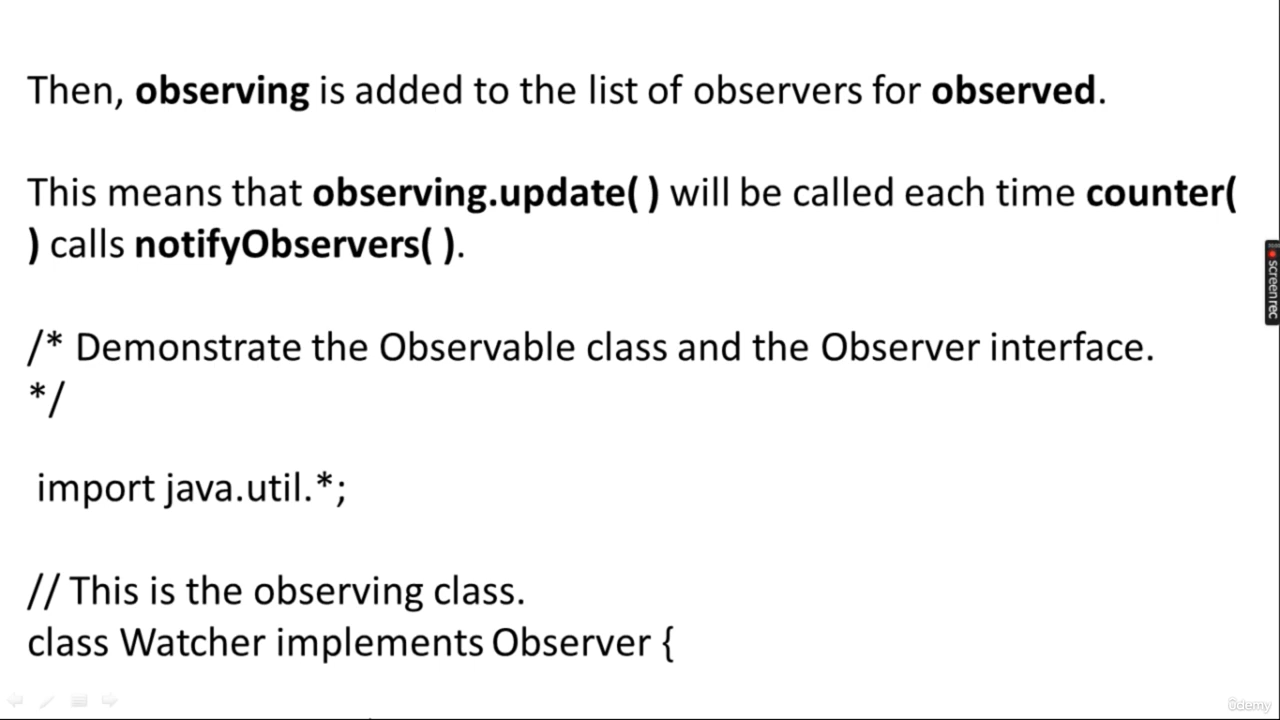 Then, observing is added to the list of observers for observed.
This means that observing.update( ) will be called each time counter(
) calls notifyObservers( ).
/* Demonstrate the Observable class and the Observer interface.
*/
import java.util.*;
// This is the observing class.
class Watcher implements Observer {
screenrec
ûdemy